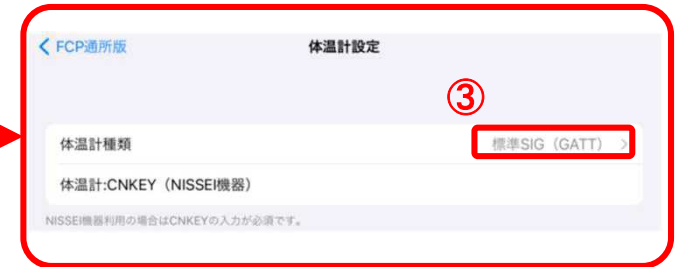 FCP通所版
体温計設定
③
体温計種類
標準SIG（GATT）
体温計:CNKEY（NISSEI機器）
NISSEI機器利用の場合はCNKEYの入力が必須です。